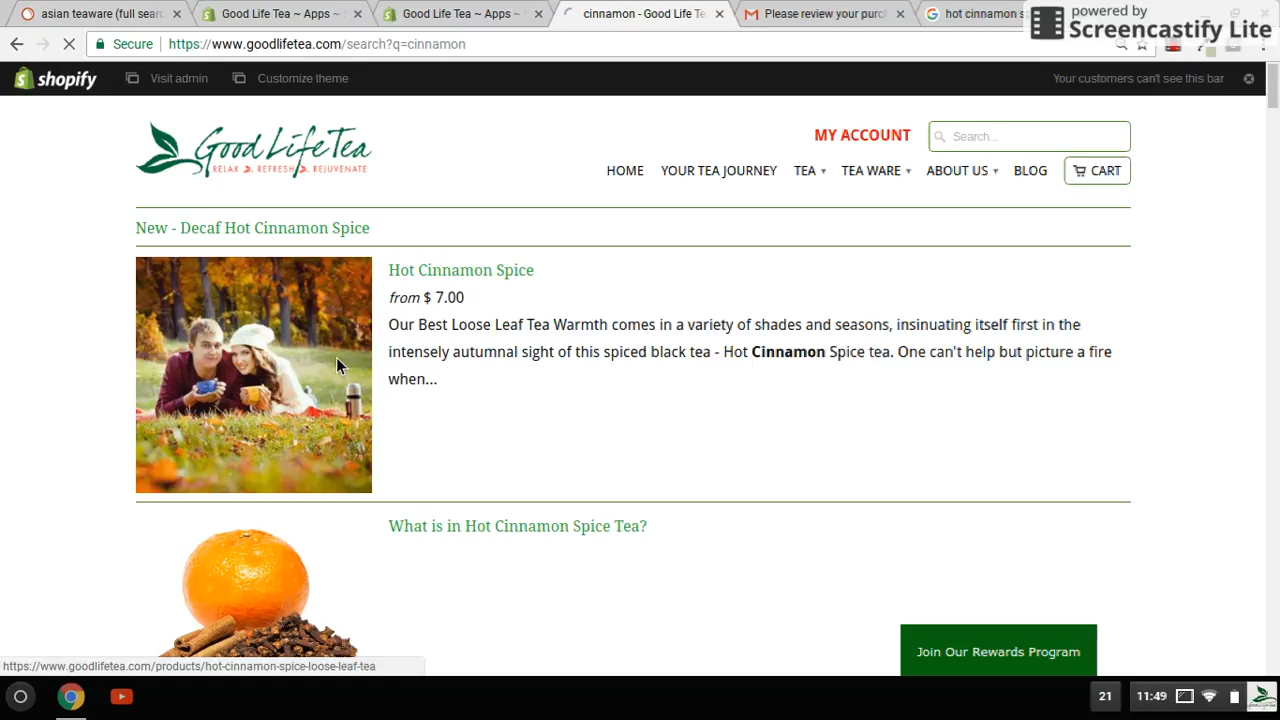 asian teaware (full sear
Good Life Tea ~ Apps ~
Good Life Tea ~ Apps ~
cinnamon - Good Life Te
Please review your purc
hot cinnamon s
powered by
Screencastify Lite
Secure
https://www.goodlifetea.com/search?q=cinnamon
shopify
Visit admin
Customize theme
Your customers can't see this bar
Good Life Tea
RELAX REFRESH REJUVENATE
MY ACCOUNT
Search...
HOME
YOUR TEA JOURNEY
TEA
TEA WARE
ABOUT US
BLOG
CART
New - Decaf Hot Cinnamon Spice
Hot Cinnamon Spice
from $ 7.00
Our Best Loose Leaf Tea Warmth comes in a variety of shades and seasons, insinuating itself first in the
intensely autumnal sight of this spiced black tea - Hot Cinnamon Spice tea. One can't help but picture a fire
when...
What is in Hot Cinnamon Spice Tea?
Join Our Rewards Program
https://www.goodlifetea.com/products/hot-cinnamon-spice-loose-leaf-tea
21
11:49